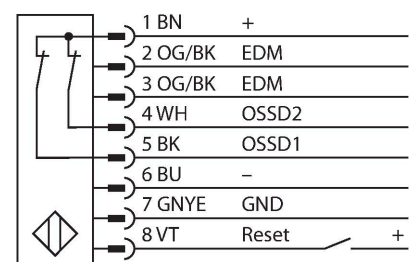 1 BN +
2 OG/BK EDM
3 OG/BK EDM
4 WH OSSD2
5 BK OSSD1
6 BU –
7 GNYE GND
8 VT Reset +